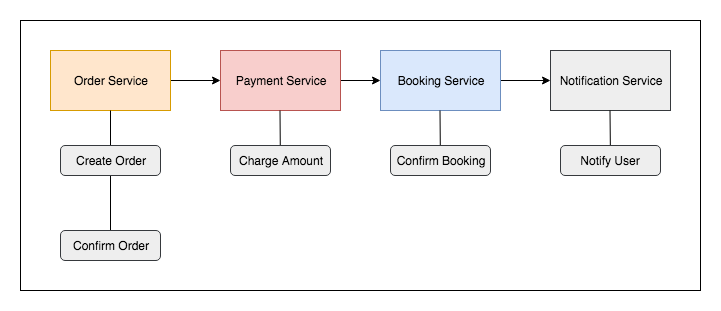 Order Service
Payment Service
Booking Service
Notification Service
Create Order
Charge Amount
Confirm Booking
Notify User
Confirm Order